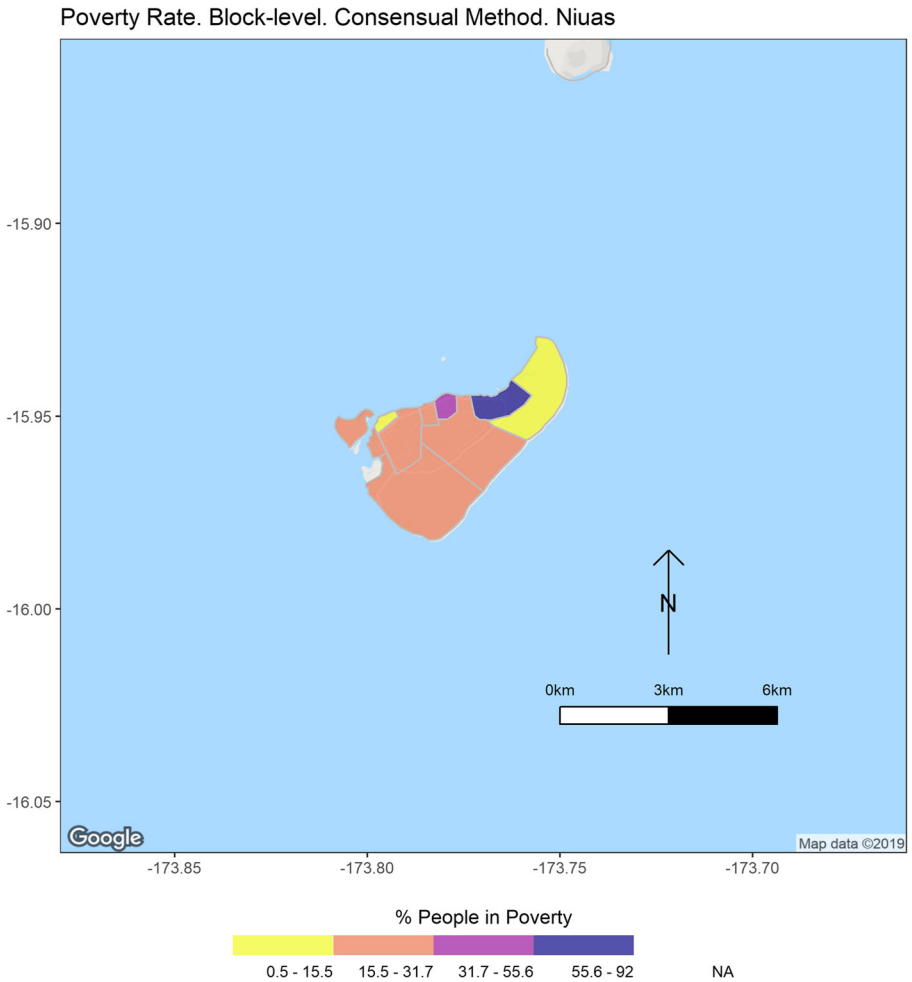 Poverty Rate. Block-level. Consensual Method. Niuas
-15.90
-15.95
-16.00
-16.05
N
0km 3km 6km
Google
Map data ©2019
-173.85 -173.80 -173.75 -173.70
% People in Poverty
0.5 - 15.5 15.5 - 31.7 31.7 - 55.6 55.6 - 92 NA